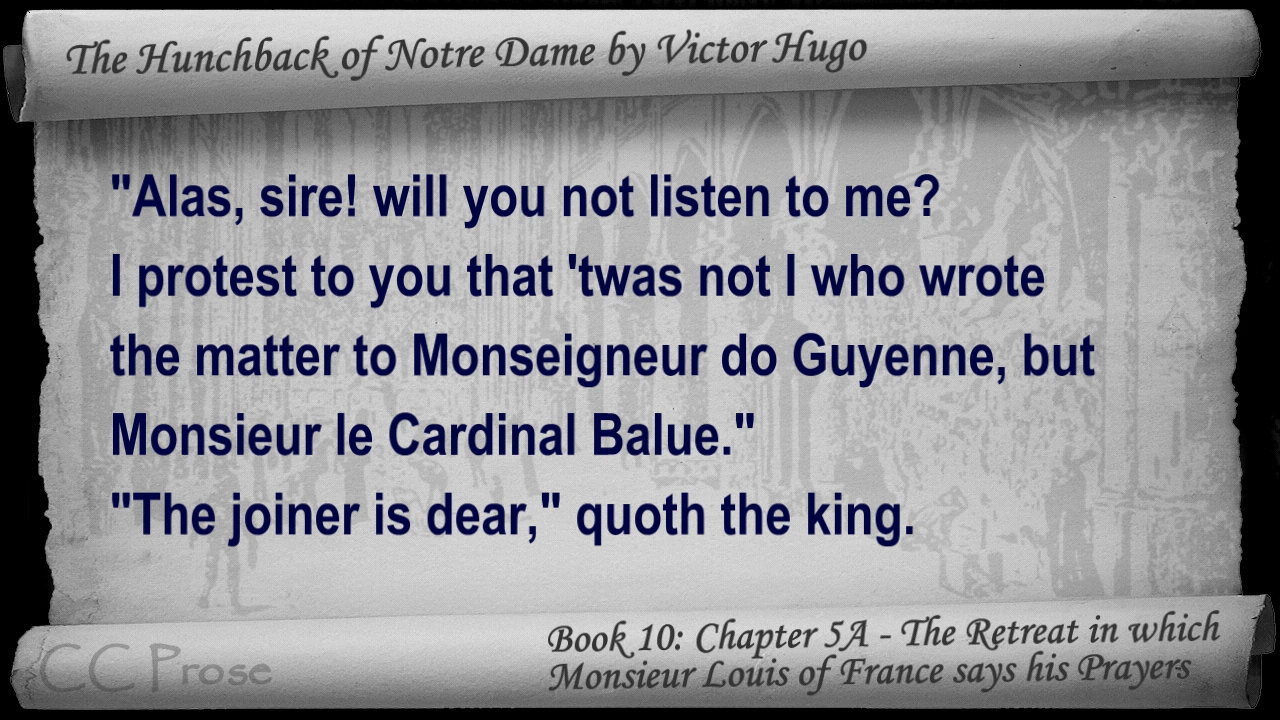 The Hunchback of Notre Dame by Victor Hugo
"Alas, sire! will you not listen to me?
I protest to you that 'twas not I who wrote
the matter to Monseigneur do Guyenne, but
Monsieur le Cardinal Balue."
"The joiner is dear," quoth the king.
CC Prose
Book 10: Chapter 5A - The Retreat in which
Monsieur Louis of France says his Prayers